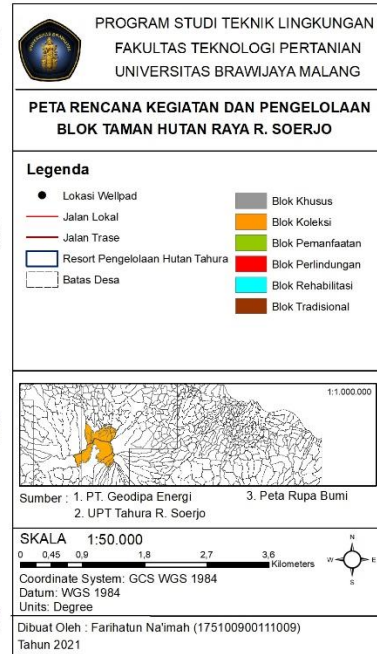 PROGRAM STUDI TEKNIK LINGKUNGAN
FAKULTAS TEKNOLOGI PERTANIAN
UNIVERSITAS BRAWIJAYA MALANG
PETA RENCANA KEGIATAN DAN PENGELOLAAN
BLOK TAMAN HUTAN RAYA R. SOERJO
Legenda
Lokasi Wellpad
Jalan Lokal
Jalan Trase
Resort Pengelolaan Hutan Tahura
Batas Desa
Blok Khusus
Blok Koleksi
Blok Pemanfaatan
Blok Perlindungan
Blok Rehabilitasi
Blok Tradisional
1:1.000.000
Sumber : 1. PT. Geodipa Energi 3. Peta Rupa Bumi
2. UPT Tahura R. Soerjo
SKALA 1:50.000
0 0,45 0,9 1,8 2,7 3,6 Kilometers
N
W E
S
Coordinate System: GCS WGS 1984
Datum: WGS 1984
Units: Degree
Dibuat Oleh : Farihatun Na'imah (175100900111009)
Tahun 2021